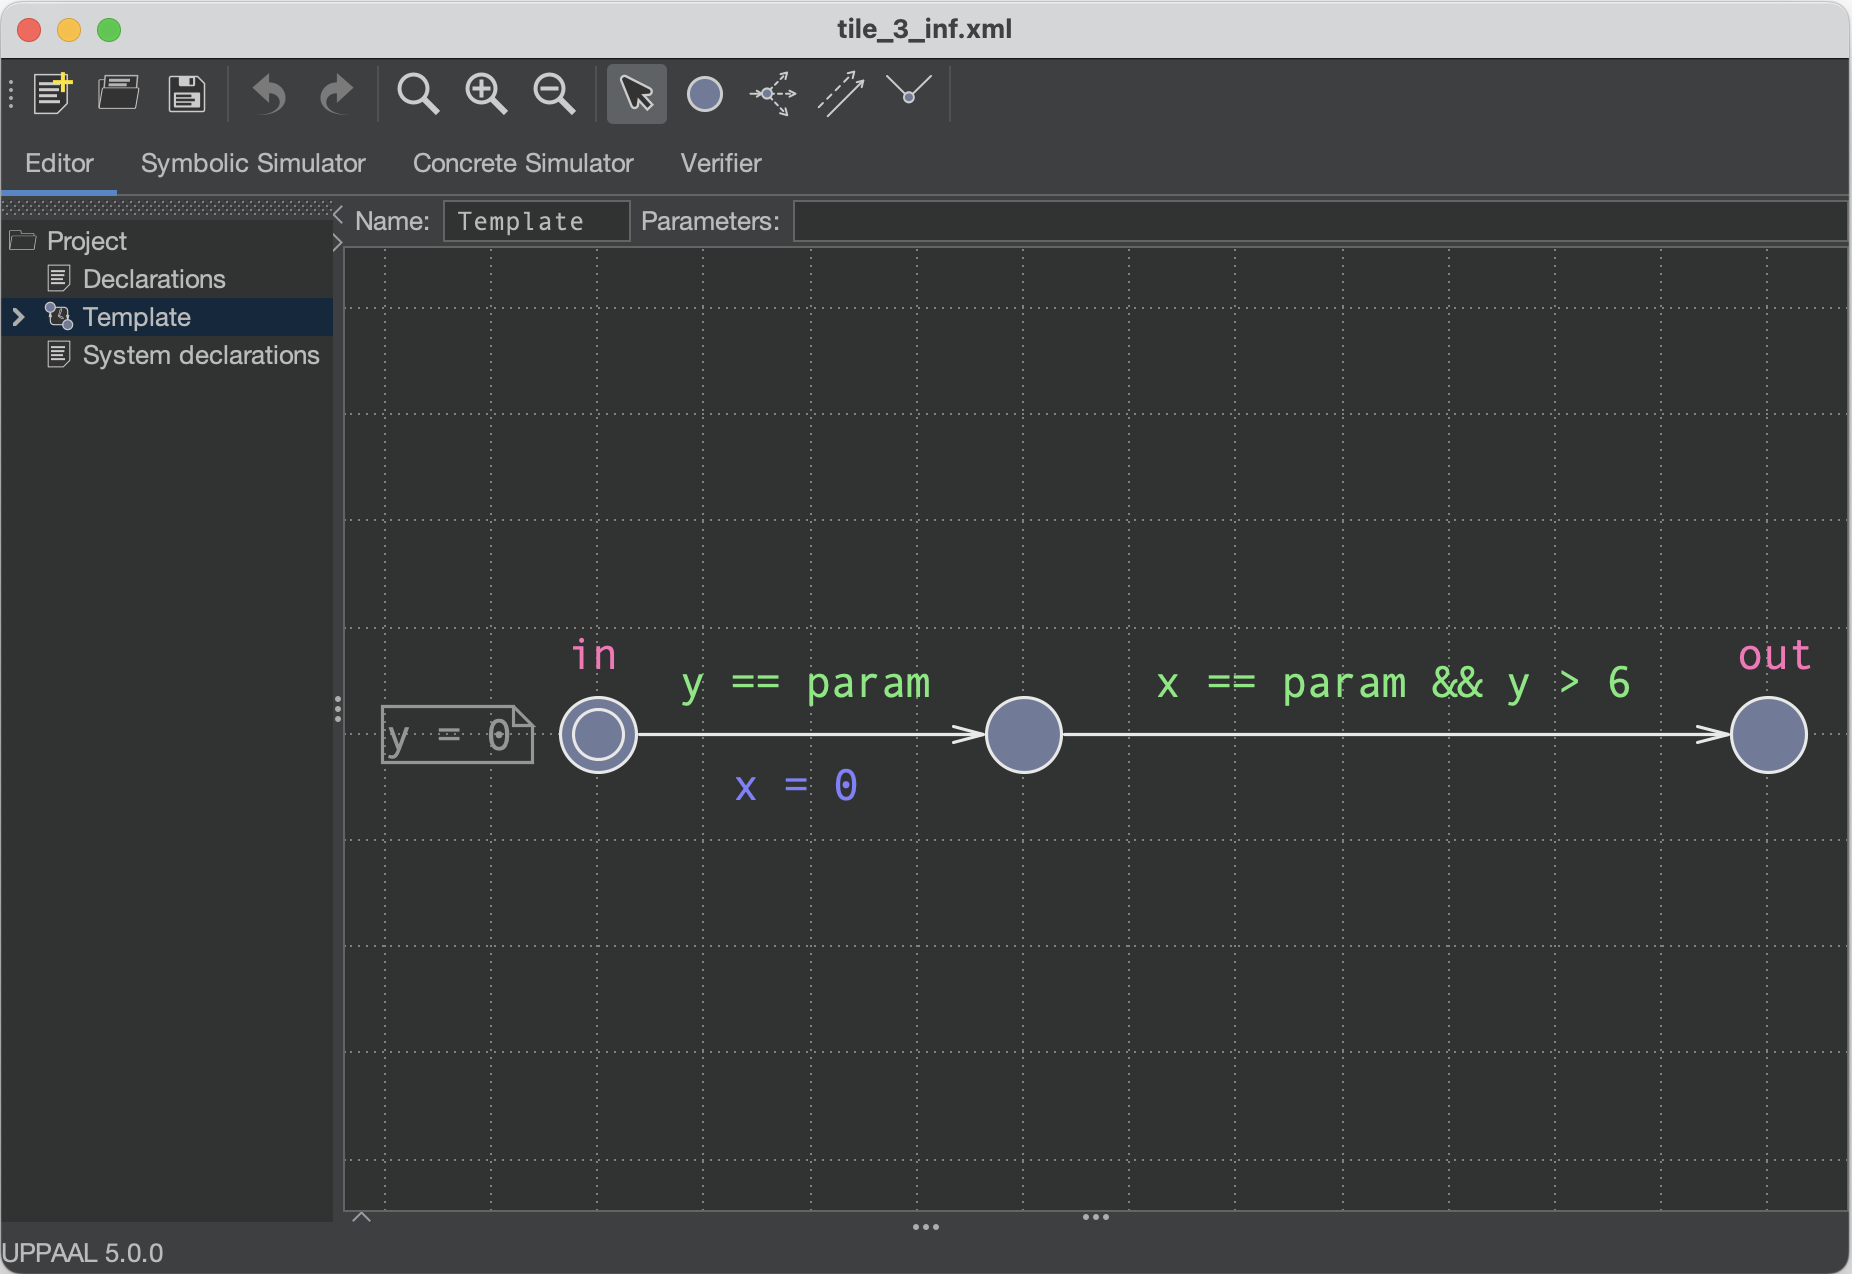 tile_3_inf.xml
Editor Symbolic Simulator Concrete Simulator Verifier
Name: Template Parameters:
Project
Declarations
Template
System declarations
in
out
y == param
x == param && y > 6
y = 0
x = 0
UPPAAL 5.0.0